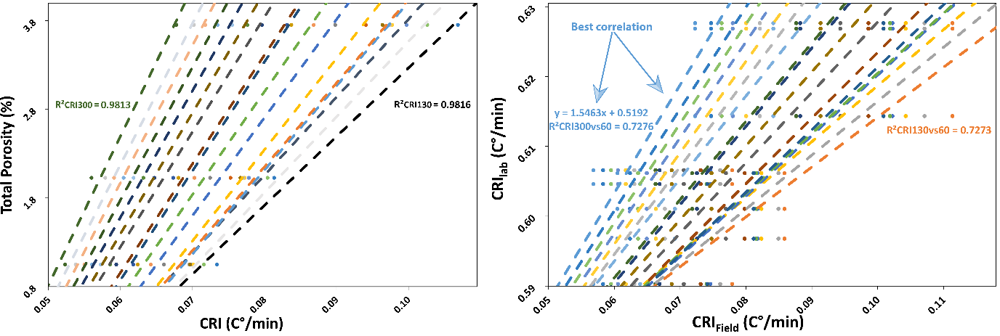 3.8
2.8
1.8
0.8
Total Porosity (%)
R²CRI300 = 0.9813
R²CRI130 = 0.9816
0.05
0.06
0.07
0.08
0.09
0.10
CRI (C°/min)
0.63
0.62
0.61
0.60
0.59
CRIlab (C°/min)
Best correlation
y = 1.5463x + 0.5192
R²CRI300vs60 = 0.7276
R²CRI130vs60 = 0.7273
0.05
0.06
0.07
0.08
0.09
0.10
0.11
CRIField (C°/min)